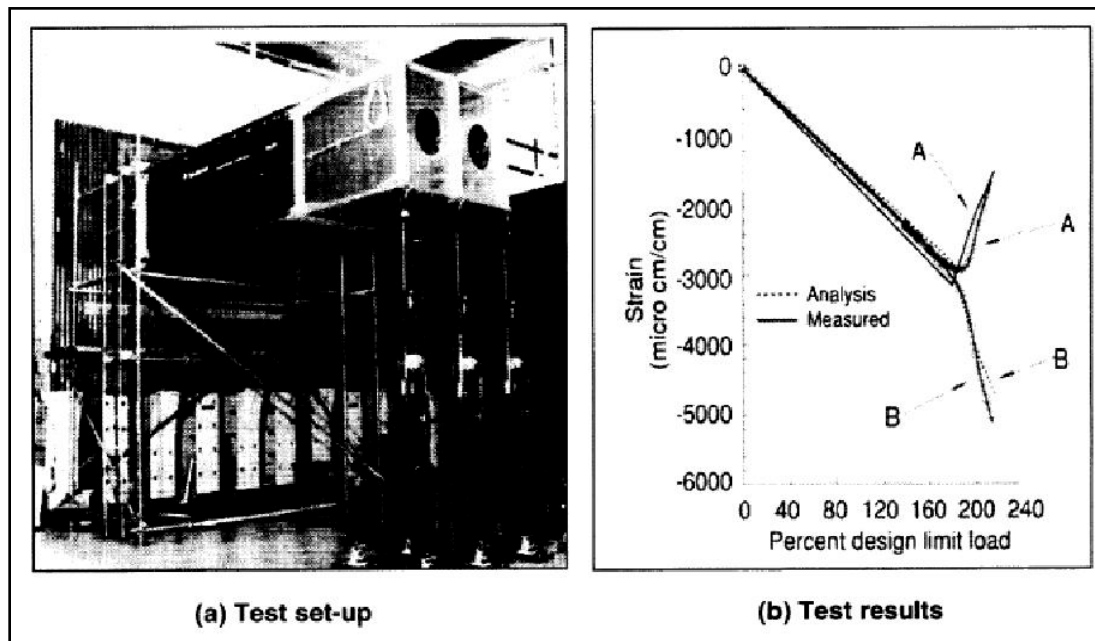 0
-1000
-2000
-3000
-4000
-5000
-6000
Strain
(micro cm/cm)
A
A
Analysis
Measured
B
B
0 40 80 120 160 200 240
Percent design limit load
(a) Test set-up
(b) Test results